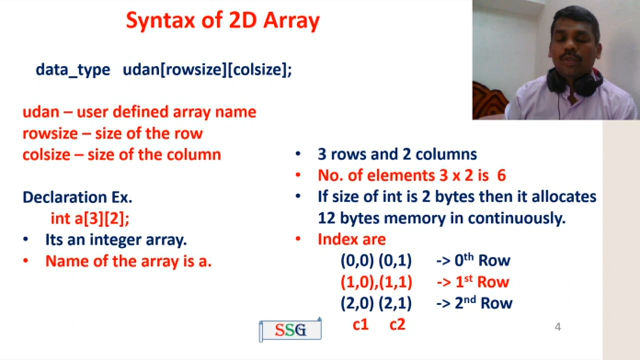 Syntax of 2D Array
data_type udan[rowsize][colsize];
udan – user defined array name
rowsize – size of the row
colsize – size of the column
Declaration Ex.
int a[3][2];
• Its an integer array.
• Name of the array is a.
• 3 rows and 2 columns
• No. of elements 3 x 2 is 6
• If size of int is 2 bytes then it allocates
12 bytes memory in continuously.
• Index are
(0,0) (0,1) -> 0th Row
(1,0),(1,1) -> 1st Row
(2,0) (2,1) -> 2nd Row
c1 c2
SSG
4